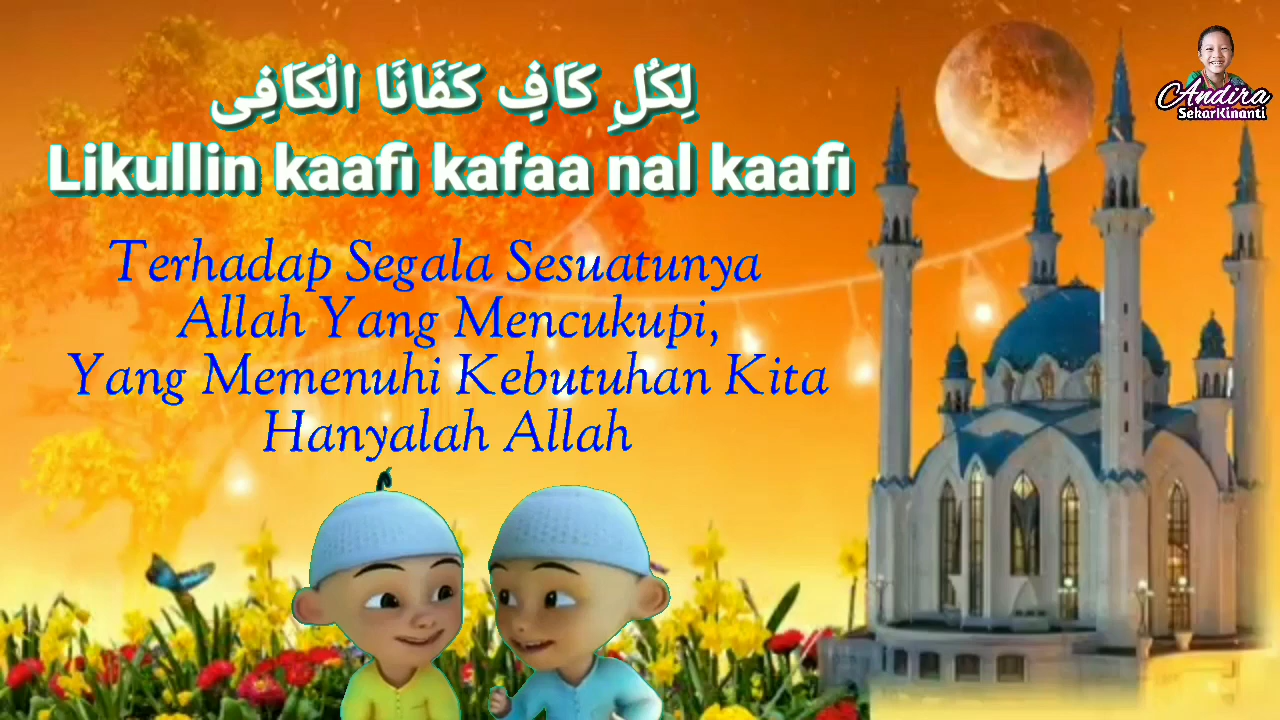 لِكُلِ كَافِ كَفَانَا الْكَافِى
Likullin kaafi kafaa nal kaafi
Terhadap Segala Sesuatunya
Allah Yang Mencukupi,
Yang Memenuhi Kebutuhan Kita
Hanyalah Allah
Andira
SekarKinanti